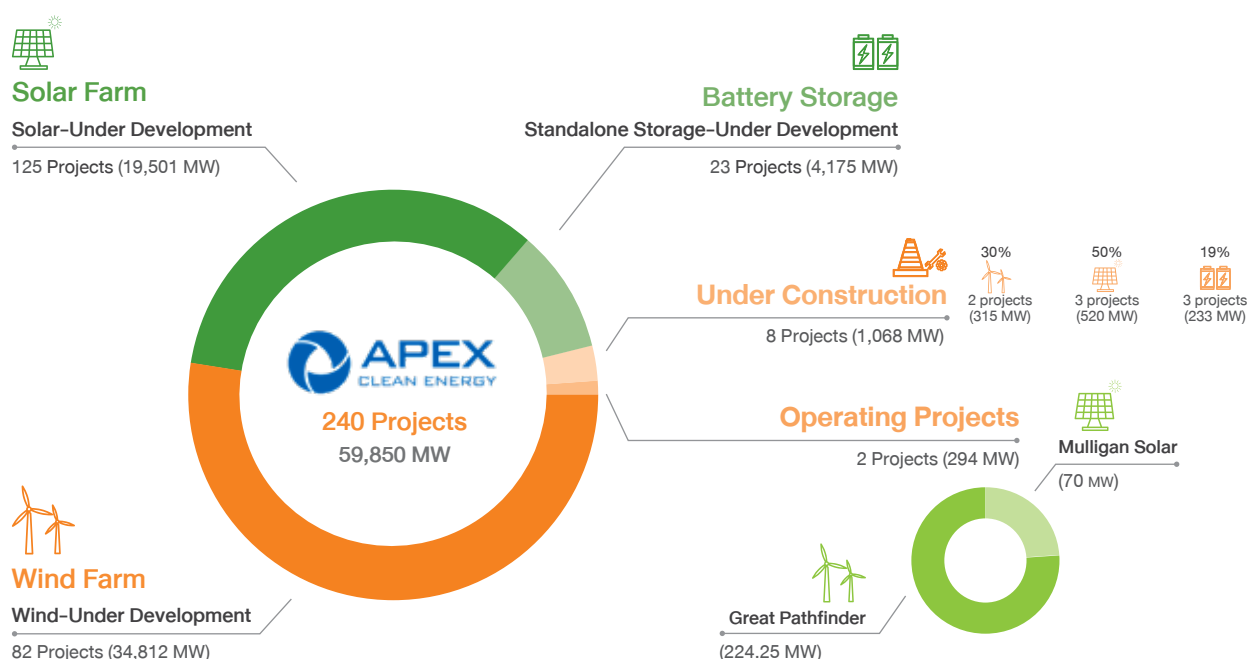 Solar Farm
Solar–Under Development
125 Projects (19,501 MW)
Battery Storage
Standalone Storage–Under Development
23 Projects (4,175 MW)
Under Construction
8 Projects (1,068 MW)
30%
2 projects
(315 MW)
50%
3 projects
(520 MW)
19%
3 projects
(233 MW)
APEX
CLEAN ENERGY
240 Projects
59,850 MW
Operating Projects
2 Projects (294 MW)
Mulligan Solar
(70 MW)
Great Pathfinder
(224.25 MW)
Wind Farm
Wind–Under Development
82 Projects (34,812 MW)